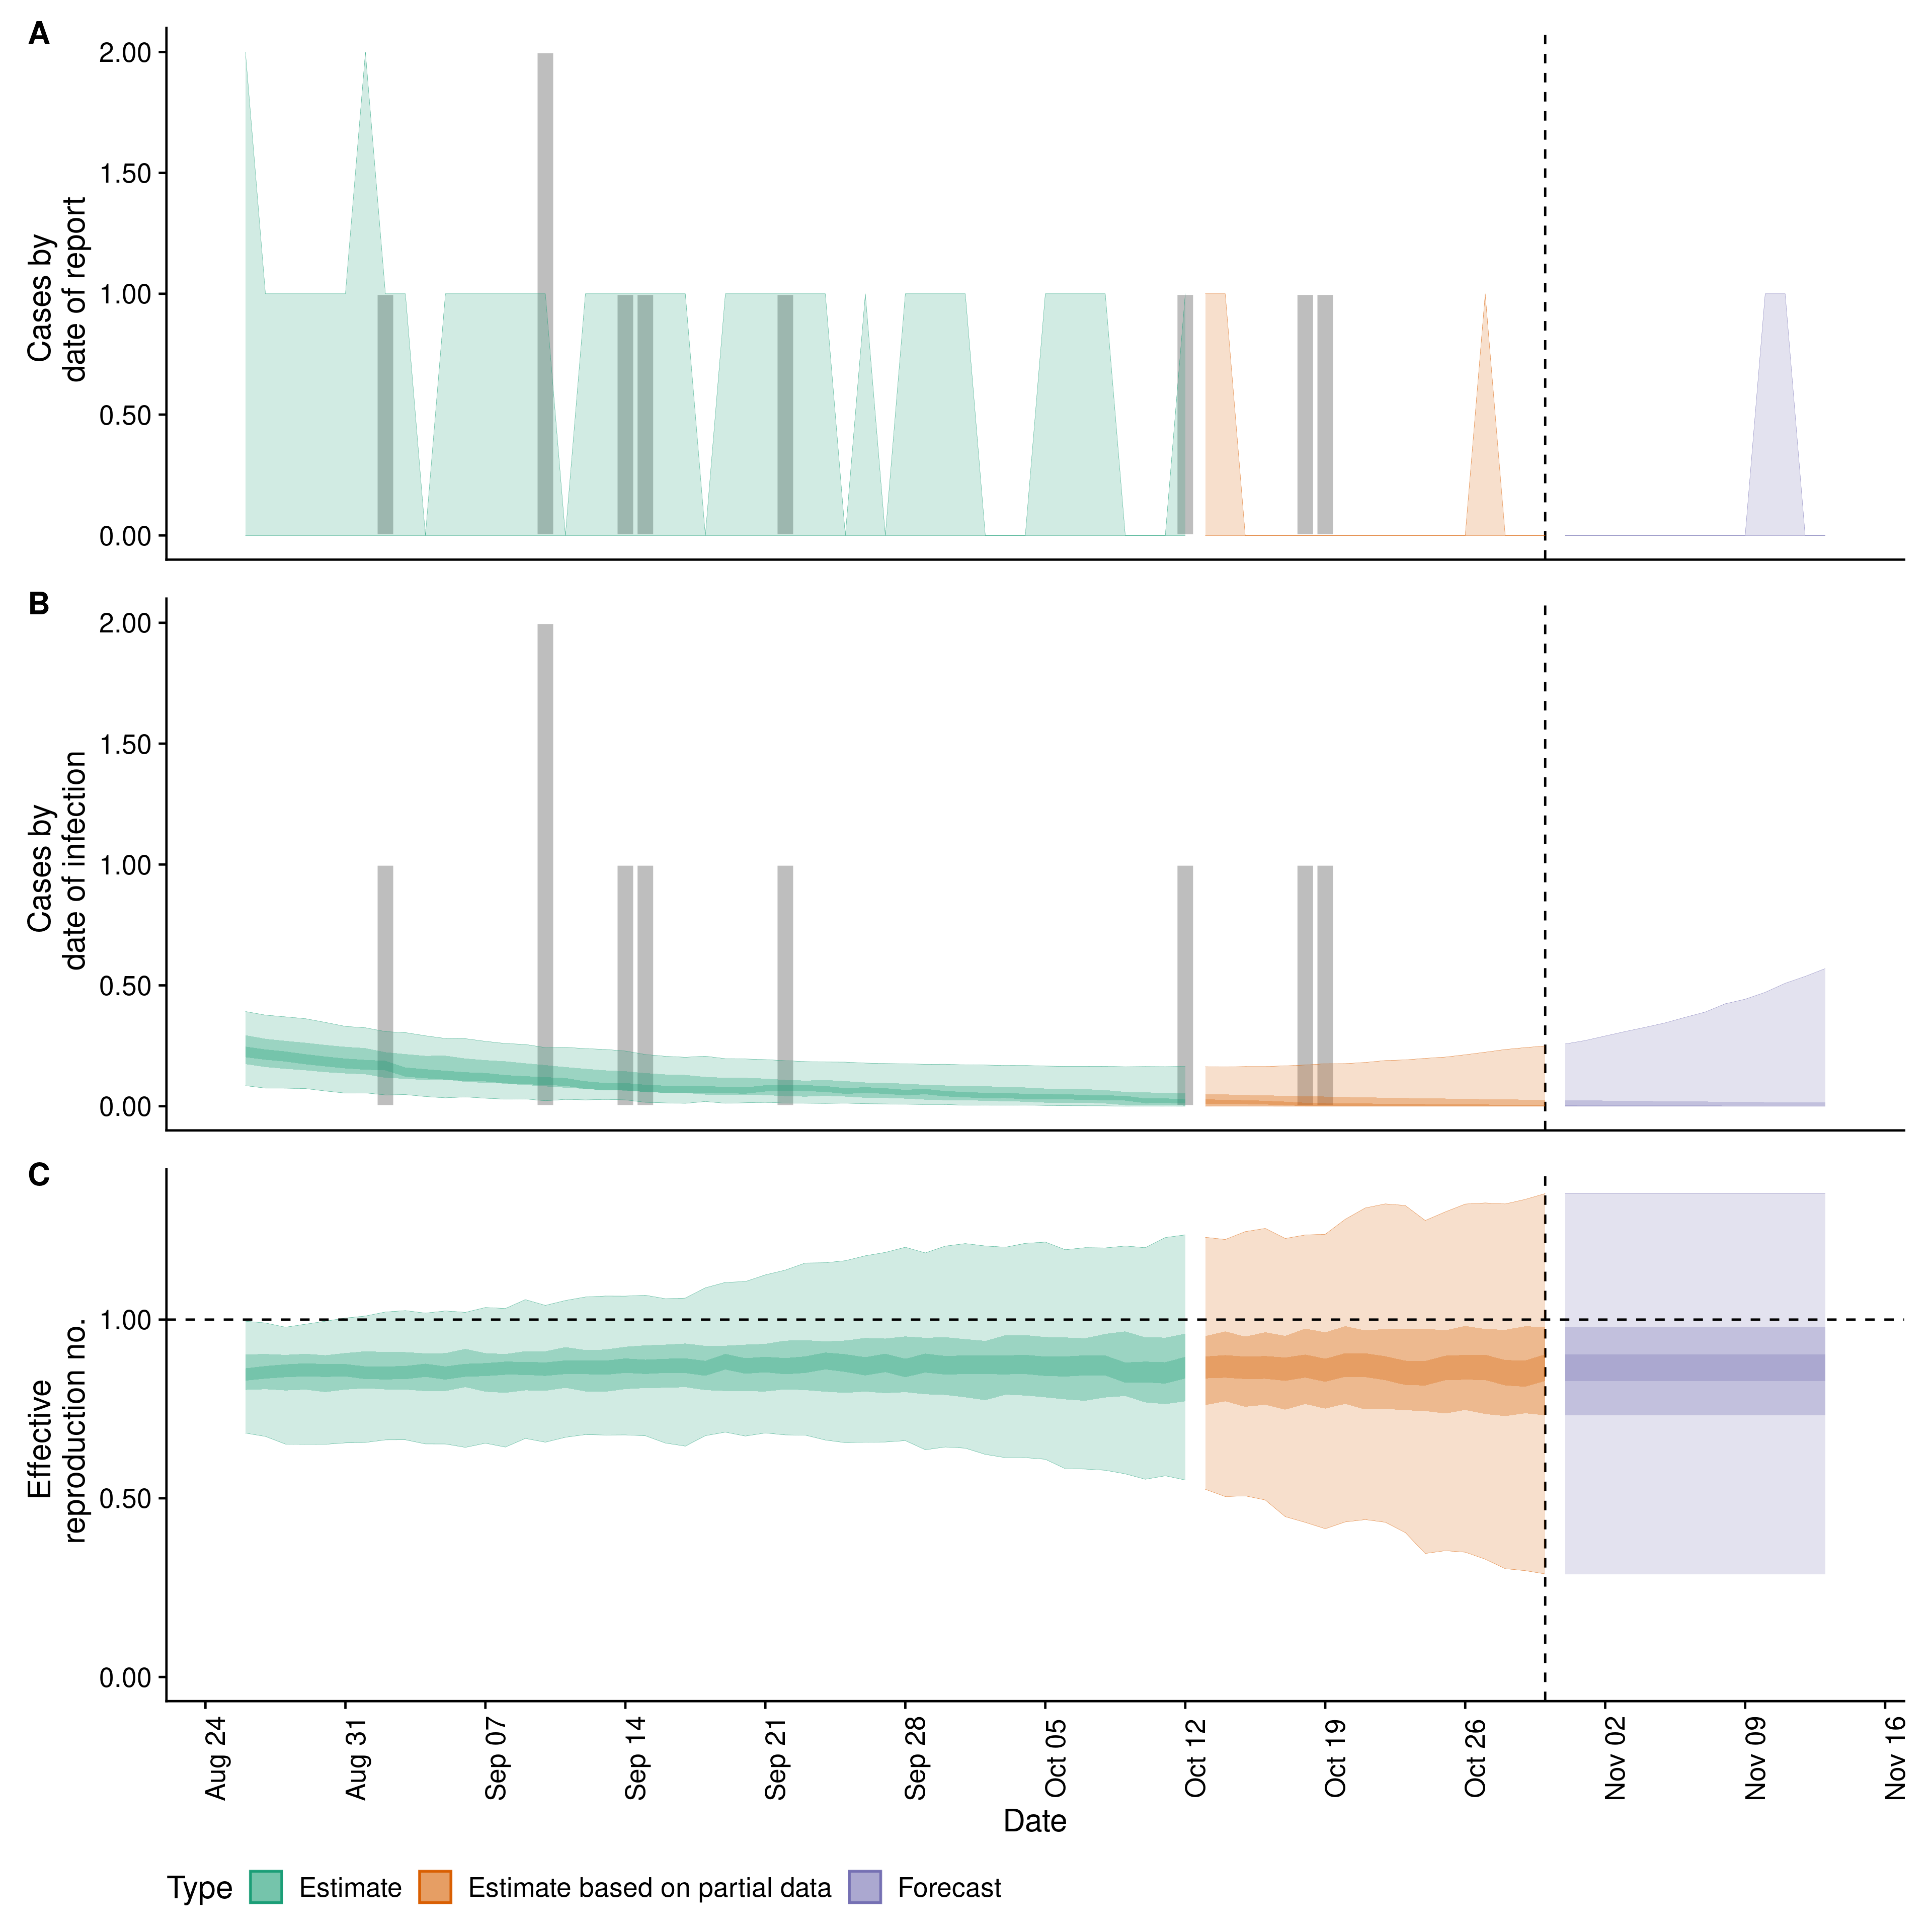 A
Cases by
date of report
2.00
1.50
1.00
0.50
0.00
B
Cases by
date of infection
2.00
1.50
1.00
0.50
0.00
C
Effective
reproduction no.
1.00
0.50
0.00
Aug 24
Aug 31
Sep 07
Sep 14
Sep 21
Sep 28
Oct 05
Oct 12
Oct 19
Oct 26
Nov 02
Nov 09
Nov 16
Date
Type Estimate Estimate based on partial data Forecast